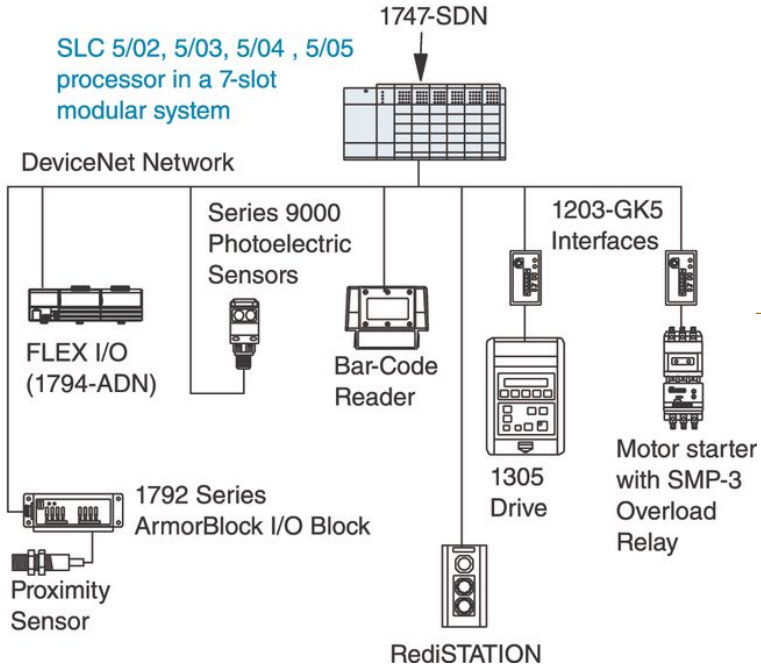 1747-SDN
SLC 5/02, 5/03, 5/04 , 5/05
processor in a 7-slot
modular system
DeviceNet Network
Series 9000
Photoelectric
Sensors
1203-GK5
Interfaces
FLEX I/O
(1794-ADN)
Bar-Code
Reader
1305
Drive
Motor starter
with SMP-3
Overload
Relay
1792 Series
ArmorBlock I/O Block
Proximity
Sensor
RediSTATION